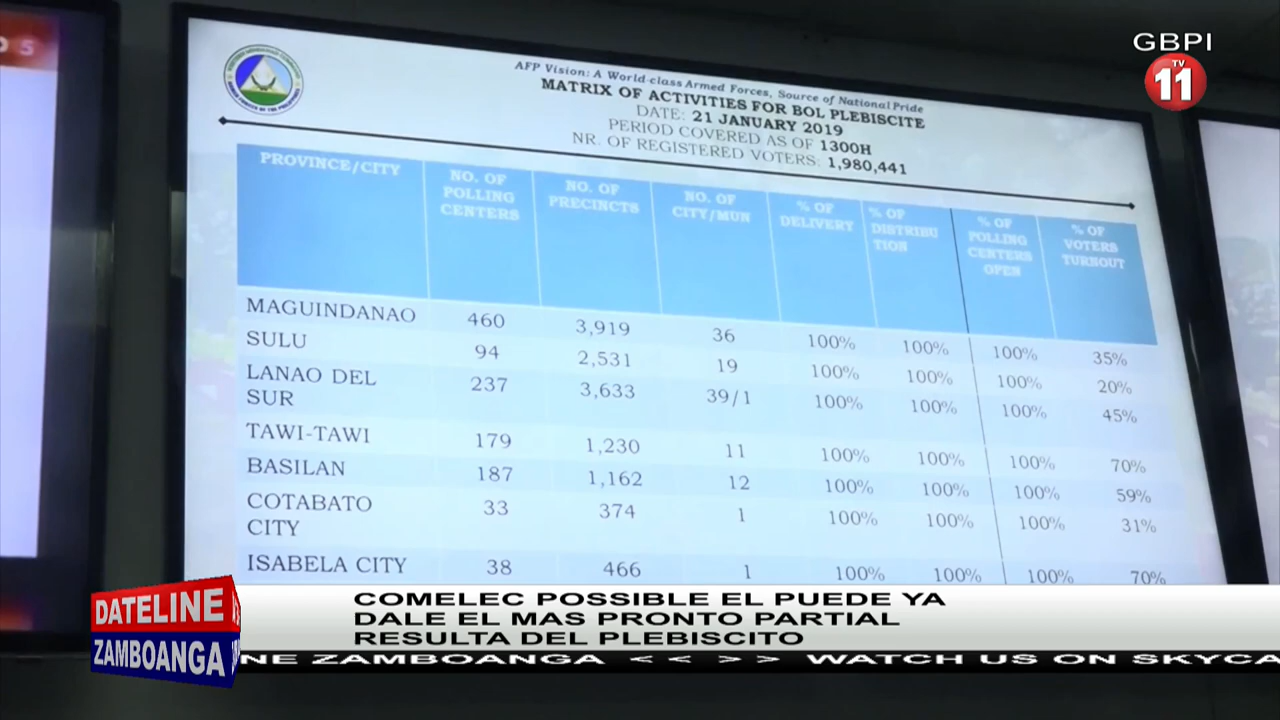 GBPI
TV
11
5
AFP Vision: A World-class Armed Forces, Source of National Pride
MATRIX OF ACTIVITIES FOR BOL PLEBISCITE
DATE: 21 JANUARY 2019
PERIOD COVERED AS OF 1300H
NR. OF REGISTERED VOTERS: 1,980,441
PROVINCE/CITY NO. OF POLLING CENTERS NO. OF PRECINCTS NO. OF CITY/MUN % OF DELIVERY % OF DISTRIBU TION % OF POLLING CENTERS OPEN % OF VOTERS TURNOUT
MAGUINDANAO 460 3,919 36 100% 100% 100% 35%
SULU 94 2,531 19 100% 100% 100% 20%
LANAO DEL SUR 237 3,633 39/1 100% 100% 100% 45%
TAWI-TAWI 179 1,230 11 100% 100% 100% 70%
BASILAN 187 1,162 12 100% 100% 100% 59%
COTABATO CITY 33 374 1 100% 100% 100% 31%
ISABELA CITY 38 466 1 100% 100% 100% 70%
DATELINE
ZAMBOANGA
COMELEC POSSIBLE EL PUEDE YA
DALE EL MAS PRONTO PARTIAL
RESULTA DEL PLEBISCITO
NE ZAMBOANGA < < > > WATCH US ON SKYCA